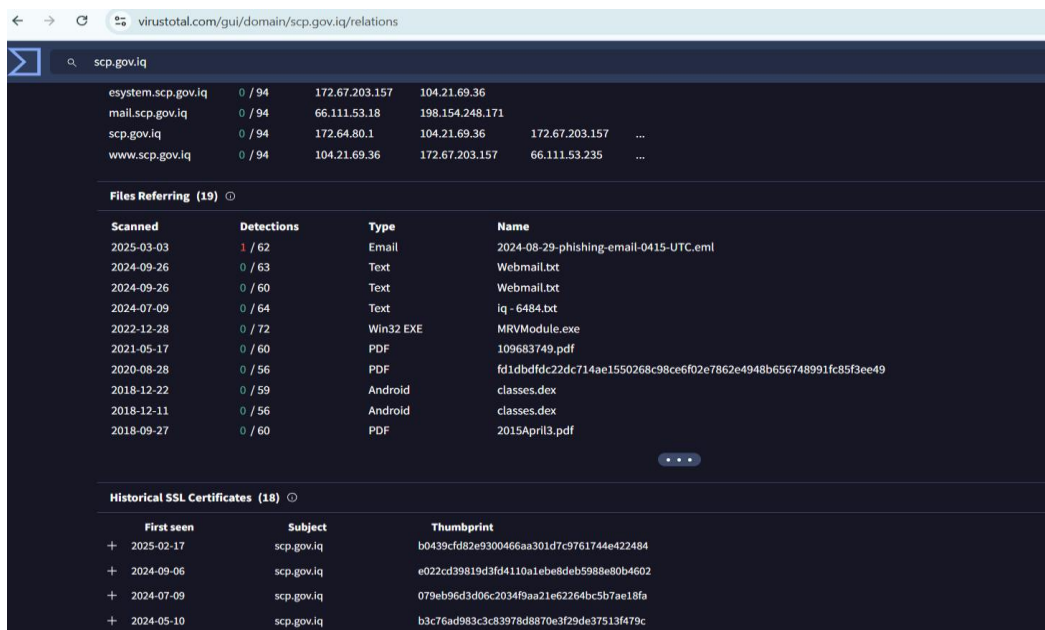 virustotal.com/gui/domain/scp.gov.iq/relations
scp.gov.iq
esystem.scp.gov.iq 0 / 94 172.67.203.157 104.21.69.36
mail.scp.gov.iq 0 / 94 66.111.53.18 198.154.248.171
scp.gov.iq 0 / 94 172.64.80.1 104.21.69.36 172.67.203.157 ...
www.scp.gov.iq 0 / 94 104.21.69.36 172.67.203.157 66.111.53.235 ...
Files Referring (19)
Scanned Detections Type Name
2025-03-03 1 / 62 Email 2024-08-29-phishing-email-0415-UTC.eml
2024-09-26 0 / 63 Text Webmail.txt
2024-09-26 0 / 60 Text Webmail.txt
2024-07-09 0 / 64 Text iq - 6484.txt
2022-12-28 0 / 72 Win32 EXE MRVModule.exe
2021-05-17 0 / 60 PDF 109683749.pdf
2020-08-28 0 / 56 PDF fd1dbdfdc22dc714ae1550268c98ce6f02e7862e4948b656748991fc85f3ee49
2018-12-22 0 / 59 Android classes.dex
2018-12-11 0 / 56 Android classes.dex
2018-09-27 0 / 60 PDF 2015April3.pdf
Historical SSL Certificates (18)
First seen Subject Thumbprint
2025-02-17 scp.gov.iq b0439cfd82e9300466aa301d7c9761744e422484
2024-09-06 scp.gov.iq e022cd39819d3fd4110a1ebe8deb5988e80b4602
2024-07-09 scp.gov.iq 079eb96d3d06c2034f9aa21e62264bc5b7ae18fa
2024-05-10 scp.gov.iq b3c76ad983c3c83978d8870e3f29de37513f479c